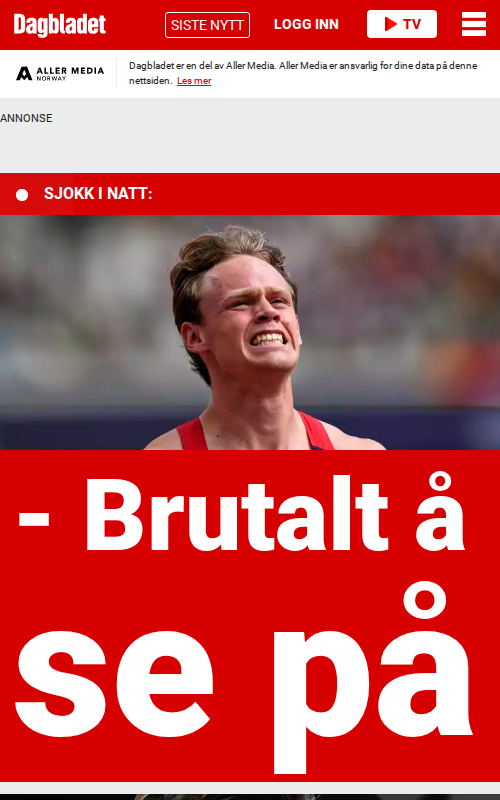 Dagbladet
SISTE NYTT
LOGG INN
TV
ALLER MEDIA
NORWAY
Dagbladet er en del av Aller Media. Aller Media er ansvarlig for dine data på denne
nettsiden. Les mer
ANNONSE
SJOKK I NATT:
- Brutalt å
se på